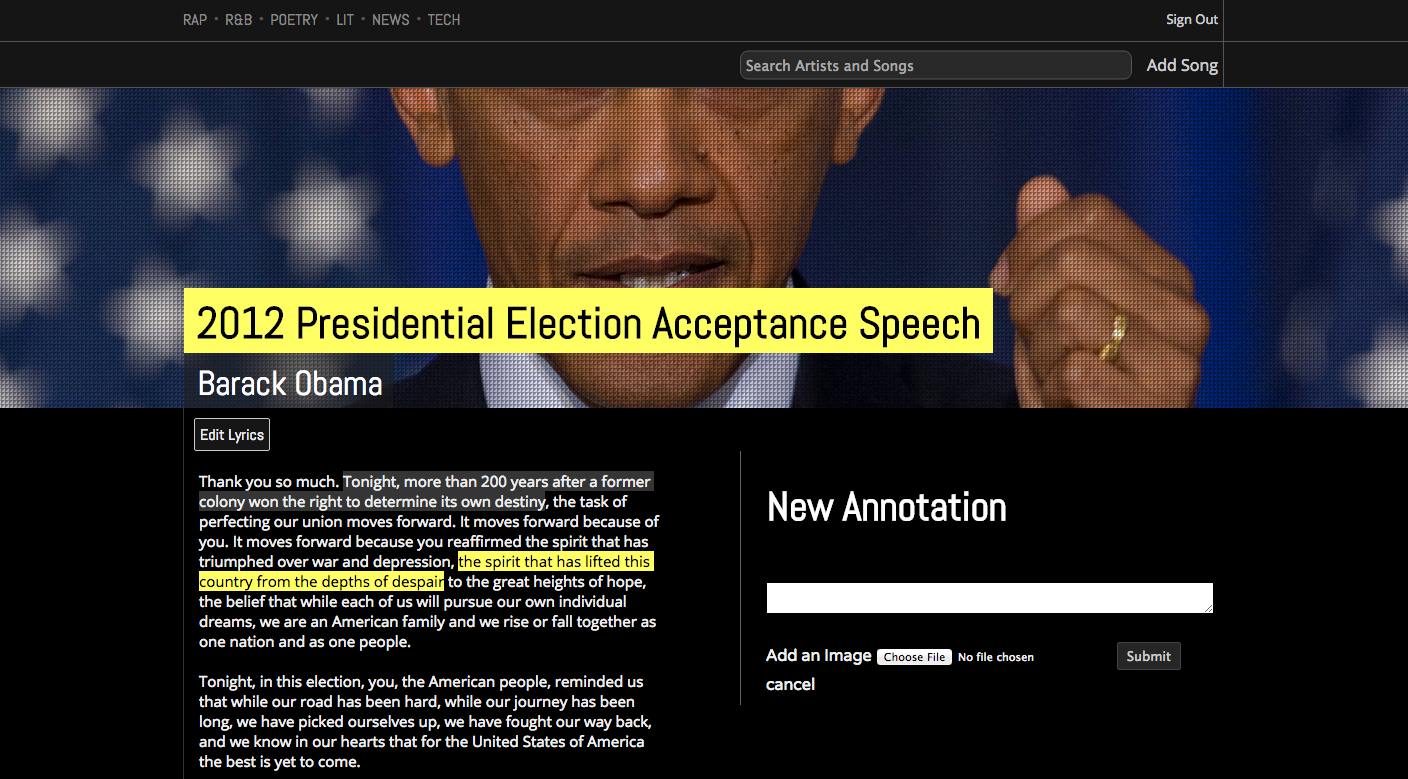 RAP • R&B • POETRY • LIT • NEWS • TECH
Sign Out
Search Artists and Songs
Add Song
2012 Presidential Election Acceptance Speech
Barack Obama
Edit Lyrics
Thank you so much. Tonight, more than 200 years after a former
colony won the right to determine its own destiny, the task of
perfecting our union moves forward. It moves forward because of
you. It moves forward because you reaffirmed the spirit that has
triumphed over war and depression, the spirit that has lifted this
country from the depths of despair to the great heights of hope,
the belief that while each of us will pursue our own individual
dreams, we are an American family and we rise or fall together as
one nation and as one people.
Tonight, in this election, you, the American people, reminded us
that while our road has been hard, while our journey has been
long, we have picked ourselves up, we have fought our way back,
and we know in our hearts that for the United States of America
the best is yet to come.
New Annotation
Add an Image Choose File No file chosen
Submit
cancel